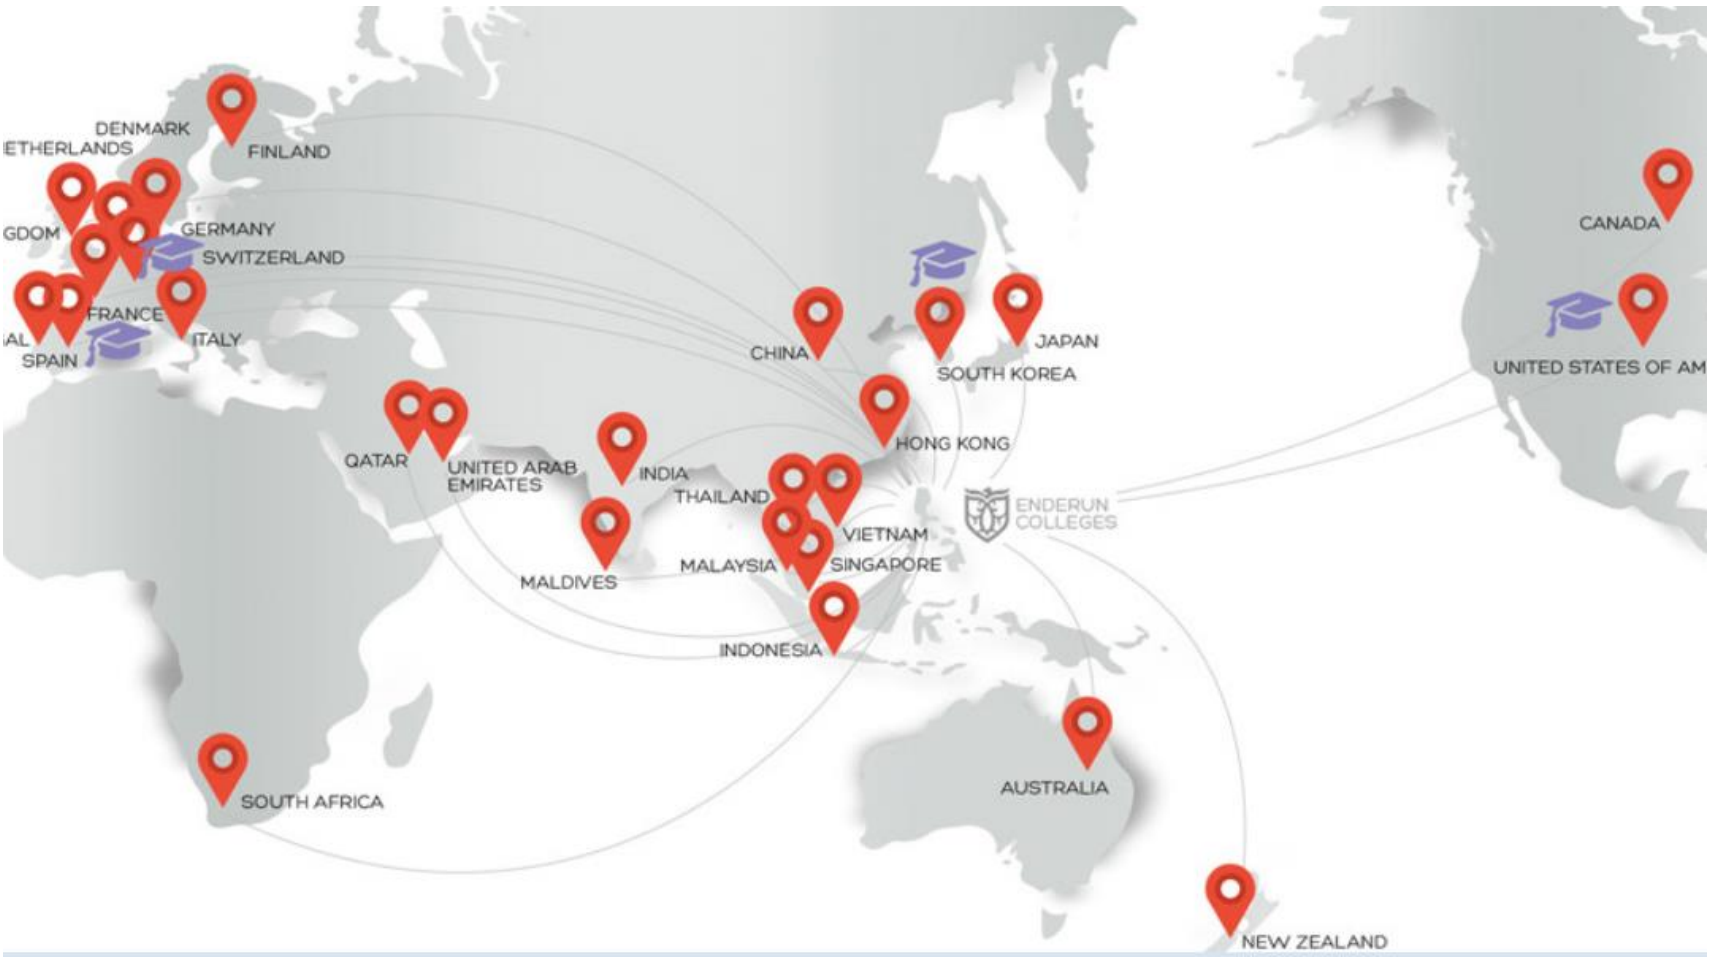 DENMARK
ETHERLANDS
FINLAND
GDOM
GERMANY
SWITZERLAND
FRANCE
AL
SPAIN
ITALY
CHINA
SOUTH KOREA
JAPAN
CANADA
UNITED STATES OF AM
HONG KONG
QATAR
UNITED ARAB
EMIRATES
INDIA
THAILAND
VIETNAM
ENDERUN
COLLEGES
MALDIVES
MALAYSIA
SINGAPORE
INDONESIA
SOUTH AFRICA
AUSTRALIA
NEW ZEALAND